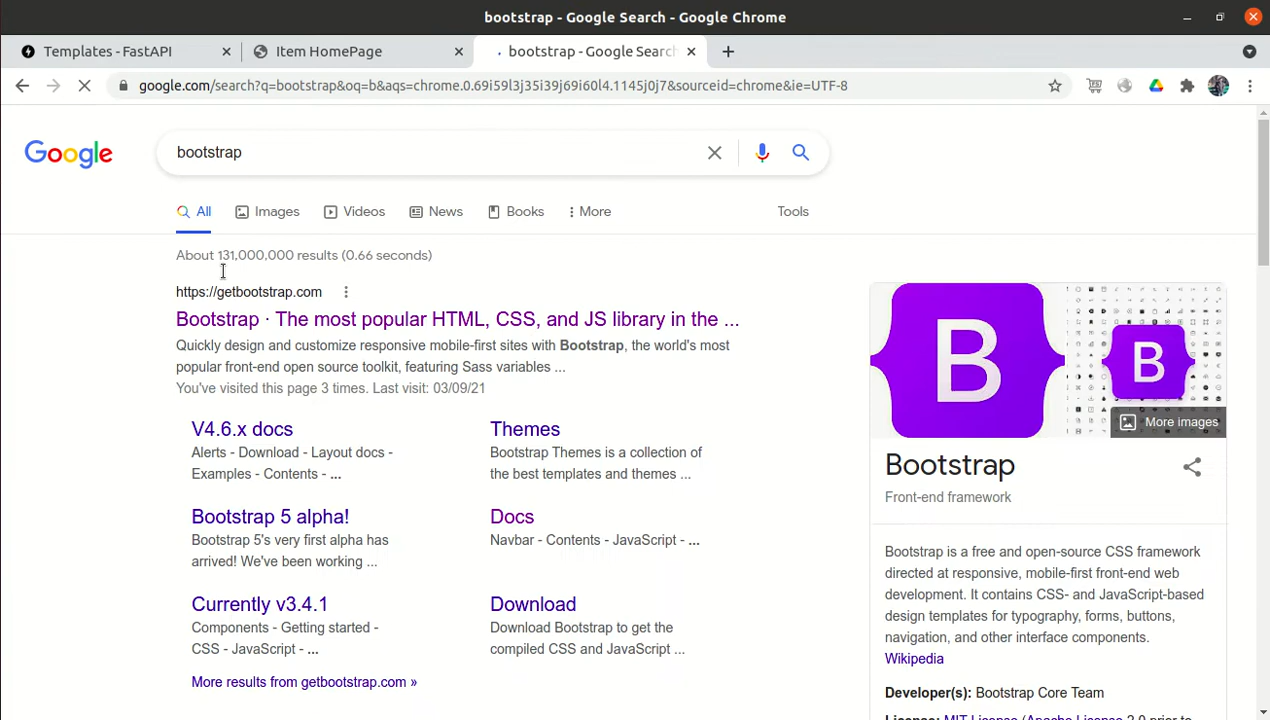 bootstrap - Google Search - Google Chrome
Templates - FastAPI
Item HomePage
bootstrap - Google Search
google.com/search?q=bootstrap&oq=b&aqs=chrome.0.69i59l3j35i39j69i60l4.1145j0j7&sourceid=chrome&ie=UTF-8
Google
bootstrap
All
Images
Videos
News
Books
More
Tools
About 131,000,000 results (0.66 seconds)
https://getbootstrap.com
Bootstrap · The most popular HTML, CSS, and JS library in the ...
Quickly design and customize responsive mobile-first sites with Bootstrap, the world's most
popular front-end open source toolkit, featuring Sass variables ...
You've visited this page 3 times. Last visit: 03/09/21
V4.6.x docs
Alerts - Download - Layout docs -
Examples - Contents - ...
Themes
Bootstrap Themes is a collection of
the best templates and themes ...
Bootstrap 5 alpha!
Bootstrap 5's very first alpha has
arrived! We've been working ...
Docs
Navbar - Contents - JavaScript - ...
Currently v3.4.1
Components - Getting started -
CSS - JavaScript - ...
Download
Download Bootstrap to get the
compiled CSS and JavaScript ...
More results from getbootstrap.com »
B
B
More images
Bootstrap
Front-end framework
Bootstrap is a free and open-source CSS framework
directed at responsive, mobile-first front-end web
development. It contains CSS- and JavaScript-based
design templates for typography, forms, buttons,
navigation, and other interface components.
Wikipedia
Developer(s): Bootstrap Core Team
License: MIT License (Apache License 2.0 prior to